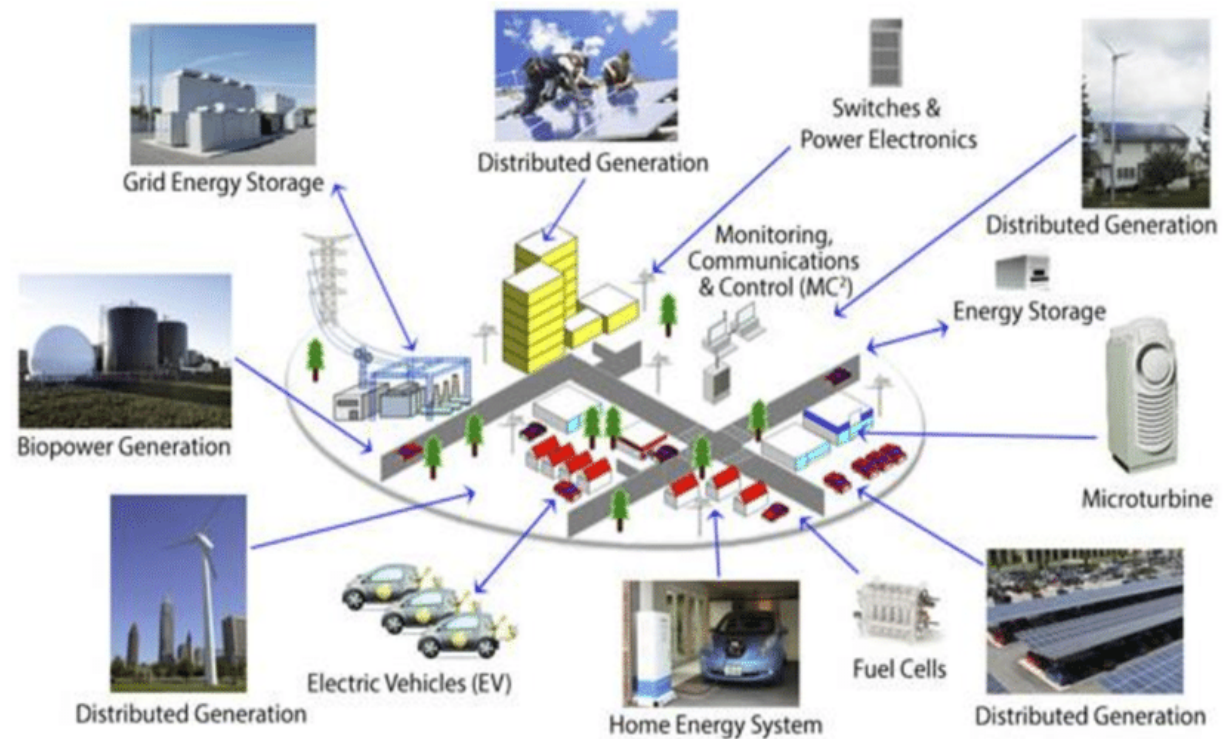 Switches &
Power Electronics
Distributed Generation
Grid Energy Storage
Distributed Generation
Monitoring,
Communications
& Control (MC²)
Energy Storage
Biopower Generation
Microturbine
Fuel Cells
Electric Vehicles (EV)
Distributed Generation
Home Energy System
Distributed Generation